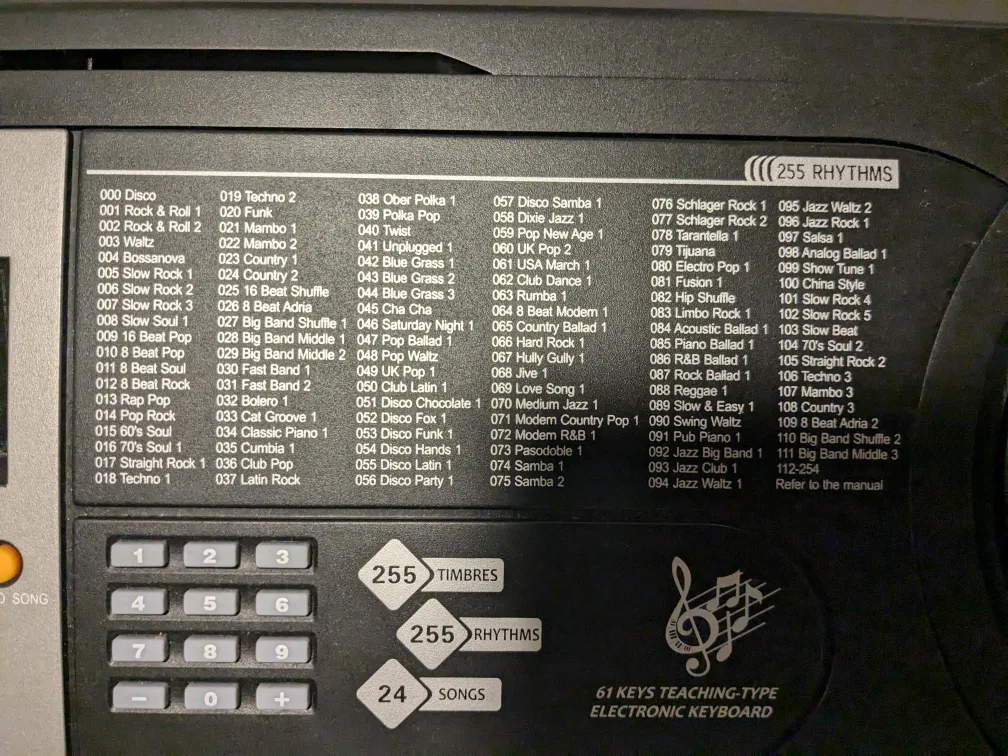 255 RHYTHMS
000 Disco
001 Rock & Roll 1
002 Rock & Roll 2
003 Waltz
004 Bossanova
005 Slow Rock 1
006 Slow Rock 2
007 Slow Rock 3
008 Slow Soul 1
009 16 Beat Pop
010 8 Beat Pop
011 8 Beat Soul
012 8 Beat Rock
013 Rap Pop
014 Pop Rock
015 60's Soul
016 70's Soul 1
017 Straight Rock 1
018 Techno 1
019 Techno 2
020 Funk
021 Mambo 1
022 Mambo 2
023 Country 1
024 Country 2
025 16 Beat Shuffle
026 8 Beat Adria
027 Big Band Shuffle 1
028 Big Band Middle 1
029 Big Band Middle 2
030 Fast Band 1
031 Fast Band 2
032 Bolero 1
033 Cat Groove 1
034 Classic Piano 1
035 Cumbia 1
036 Club Pop
037 Latin Rock
038 Ober Polka 1
039 Polka Pop
040 Twist
041 Unplugged 1
042 Blue Grass 1
043 Blue Grass 2
044 Blue Grass 3
045 Cha Cha
046 Saturday Night 1
047 Pop Ballad 1
048 Pop Waltz
049 UK Pop 1
050 Club Latin 1
051 Disco Chocolate 1
052 Disco Fox 1
053 Disco Funk 1
054 Disco Hands 1
055 Disco Latin 1
056 Disco Party 1
057 Disco Samba 1
058 Dixie Jazz 1
059 Pop New Age 1
060 UK Pop 2
061 USA March 1
062 Club Dance 1
063 Rumba 1
064 8 Beat Modern 1
065 Country Ballad 1
066 Hard Rock 1
067 Hully Gully 1
068 Jive 1
069 Love Song 1
070 Medium Jazz 1
071 Modern Country Pop 1
072 Modern R&B 1
073 Pasodoble 1
074 Samba 1
075 Samba 2
076 Schlager Rock 1
077 Schlager Rock 2
078 Tarantella 1
079 Tijuana
080 Electro Pop 1
081 Fusion 1
082 Hip Shuffle
083 Limbo Rock 1
084 Acoustic Ballad 1
085 Piano Ballad 1
086 R&B Ballad 1
087 Rock Ballad 1
088 Reggae 1
089 Slow & Easy 1
090 Swing Waltz
091 Pub Piano 1
092 Jazz Big Band 1
093 Jazz Club 1
094 Jazz Waltz 1
095 Jazz Waltz 2
096 Jazz Rock 1
097 Salsa 1
098 Analog Ballad 1
099 Show Tune 1
100 China Style
101 Slow Rock 4
102 Slow Rock 5
103 Slow Beat
104 70's Soul 2
105 Straight Rock 2
106 Techno 3
107 Mambo 3
108 Country 3
109 8 Beat Adria 2
110 Big Band Shuffle 2
111 Big Band Middle 3
112-254
Refer to the manual
SONG
1 2 3
4 5 6
7 8 9
- 0 +
255 TIMBRES
255 RHYTHMS
24 SONGS
61 KEYS TEACHING-TYPE
ELECTRONIC KEYBOARD